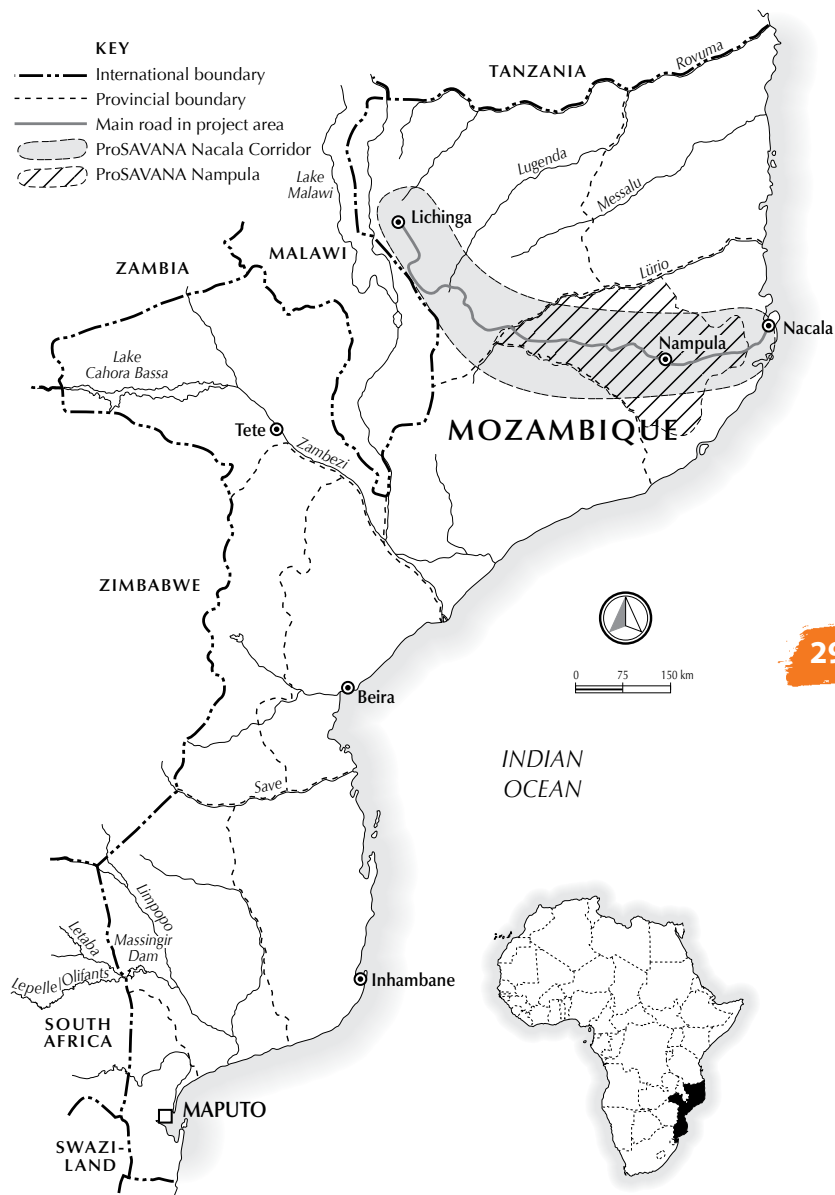 KEY
International boundary
Provincial boundary
Main road in project area
ProSAVANA Nacala Corridor
ProSAVANA Nampula
TANZANIA
Rovuma
Lake
Malawi
Lugenda
Messalu
Lichinga
MALAWI
ZAMBIA
Lúrio
Nacala
Nampula
Lake
Cahora Bassa
MOZAMBIQUE
Tete
Zambezi
ZIMBABWE
0 75 150 km
29
Beira
INDIAN
OCEAN
Save
Limpopo
Letaba
Massingir
Dam
Lepelle/Olifants
Inhambane
SOUTH
AFRICA
MAPUTO
SWAZI-
LAND